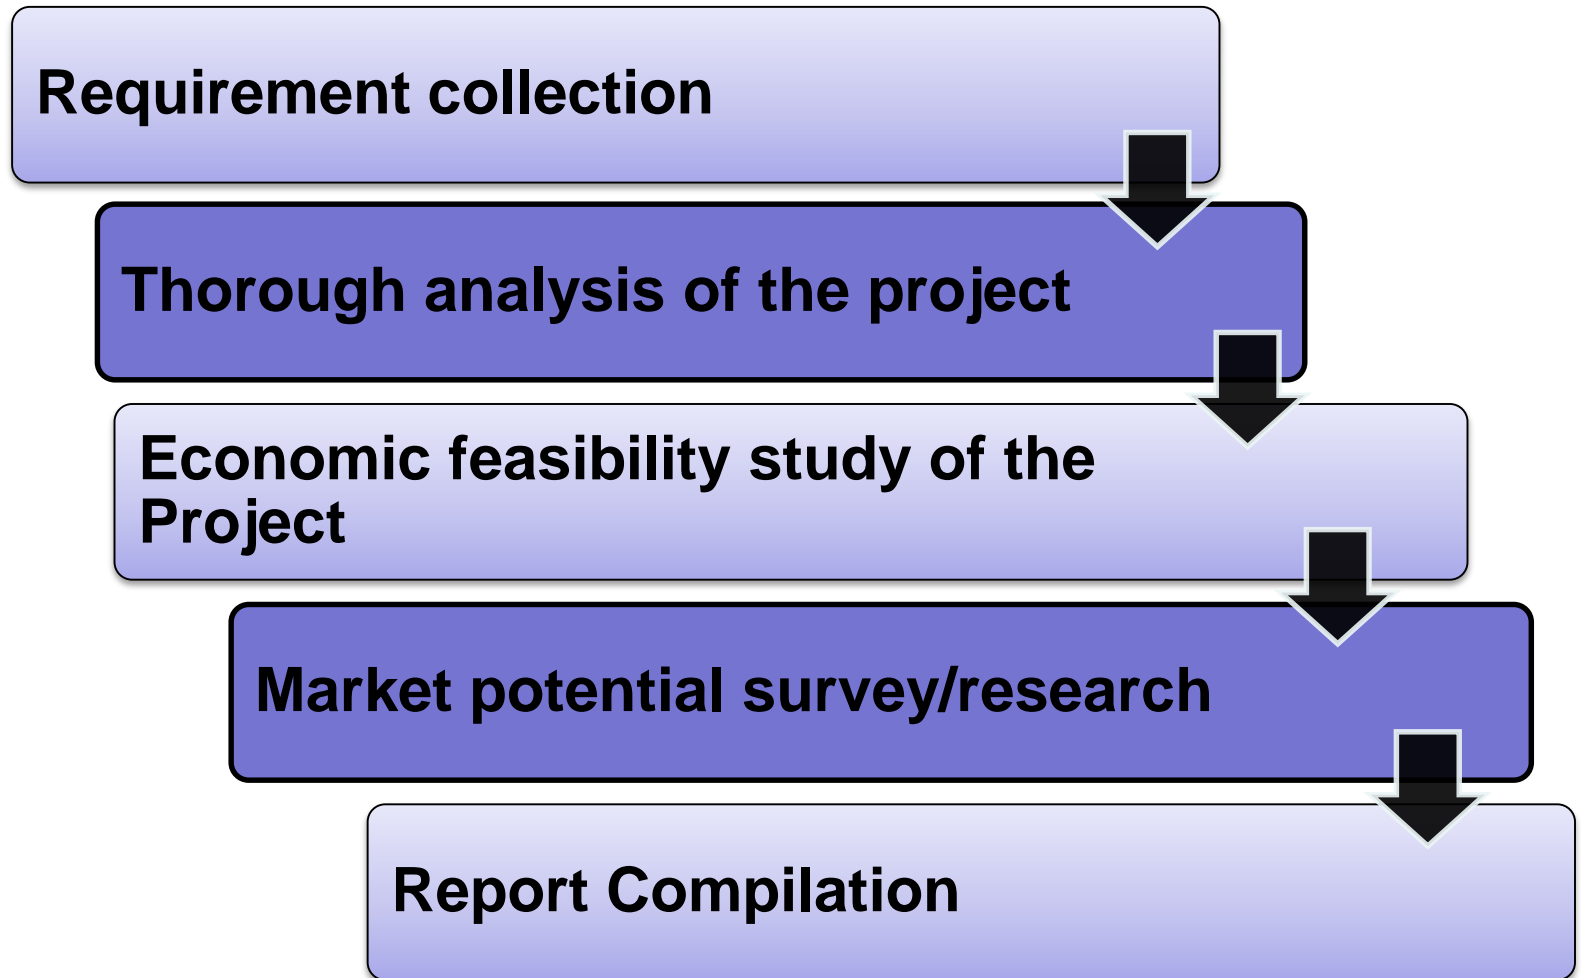 Requirement collection
Thorough analysis of the project
Economic feasibility study of the
Project
Market potential survey/research
Report Compilation